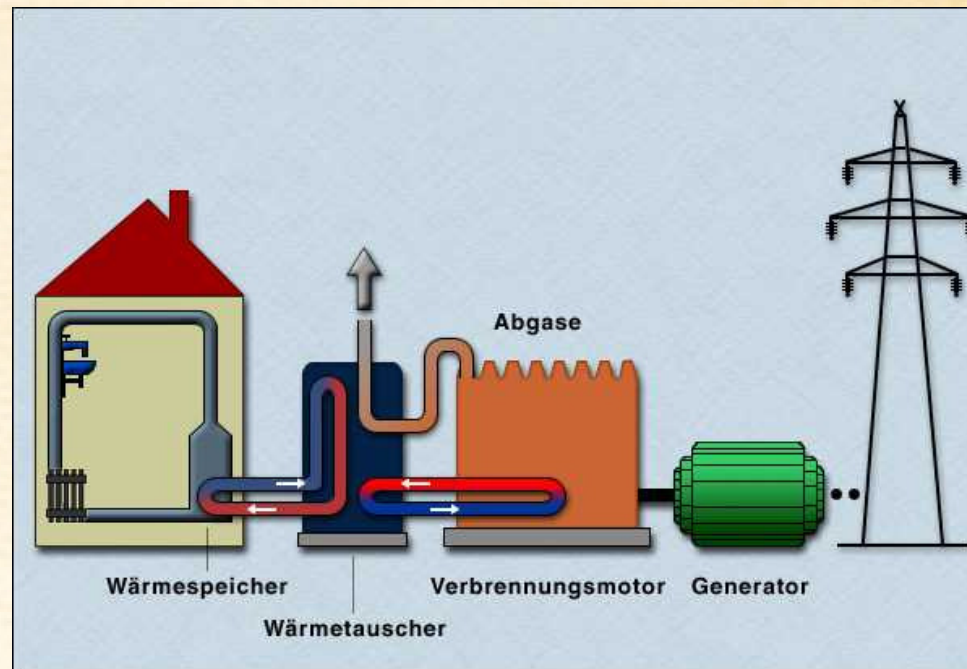 Abgase
Wärmespeicher
Verbrennungsmotor
Generator
Wärmetauscher